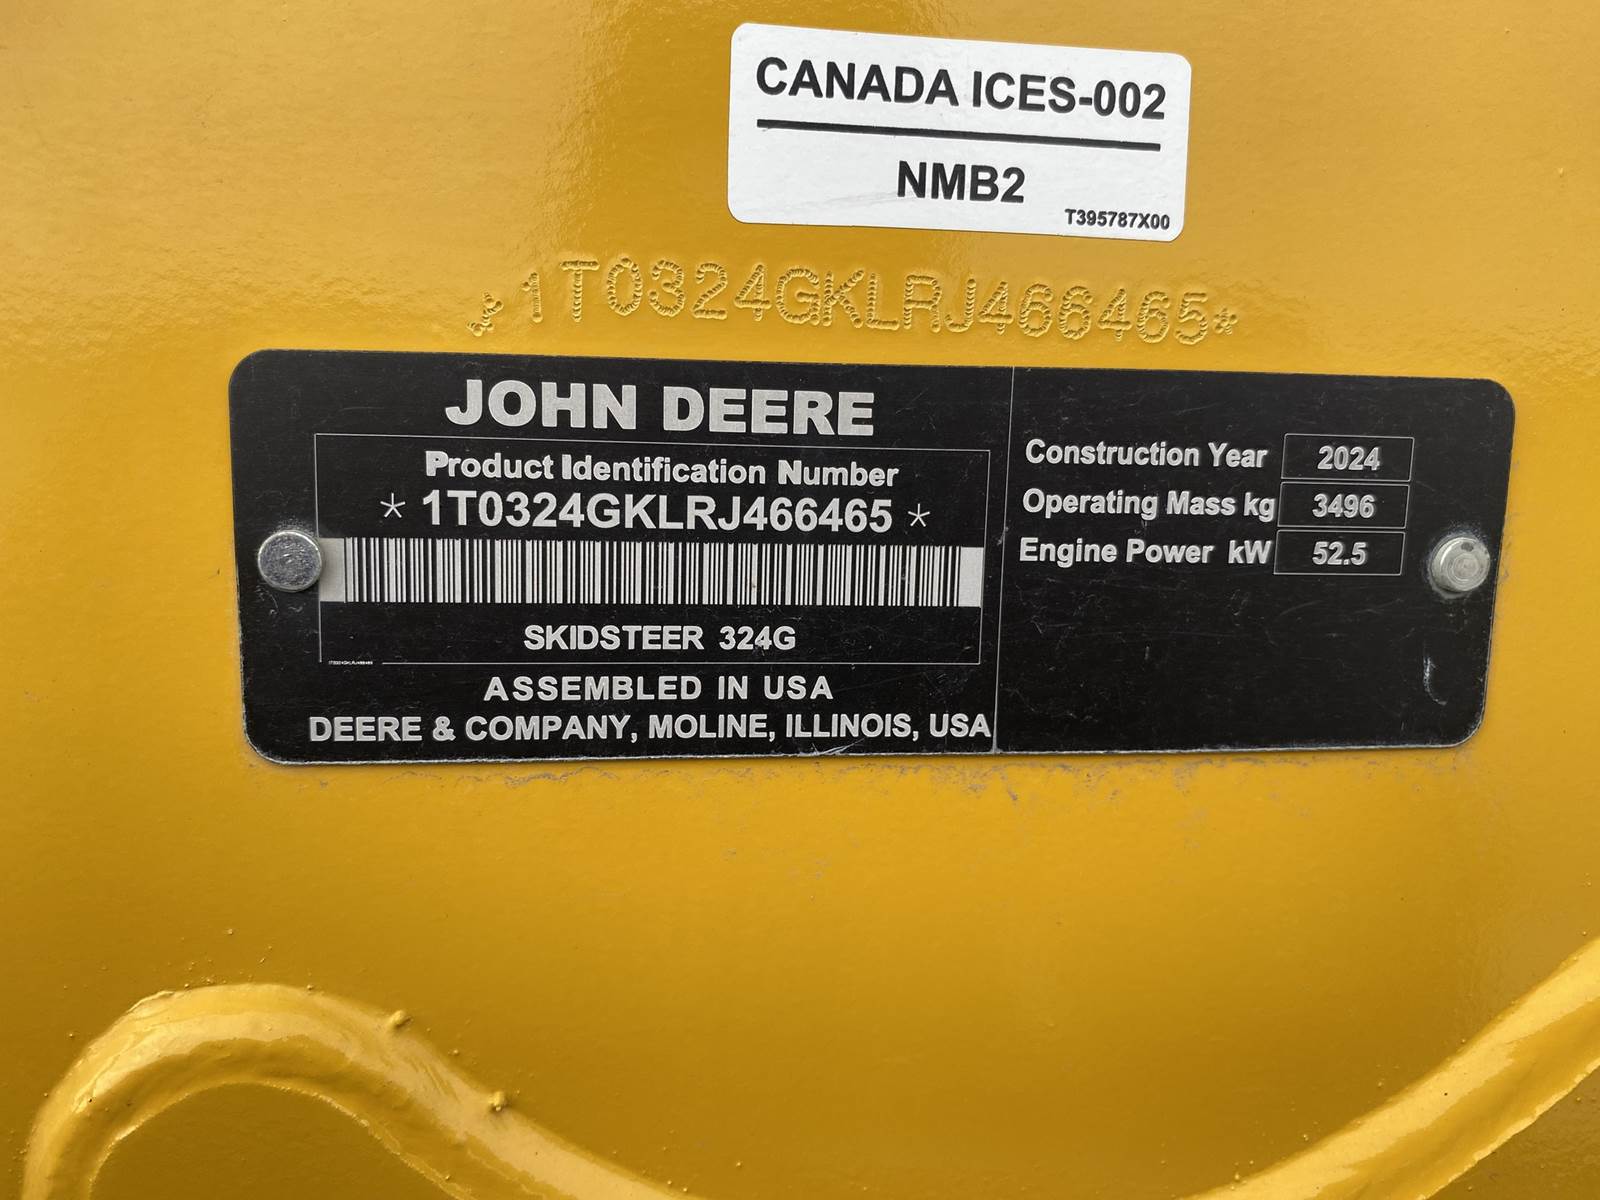 CANADA ICES-002
NMB2
T395787X00
*1T0324GKLRJ466465*
JOHN DEERE
Product Identification Number
* 1T0324GKLRJ466465 *
SKIDSTEER 324G
1T0324GKLRJ466465
ASSEMBLED IN USA
DEERE & COMPANY, MOLINE, ILLINOIS, USA
Construction Year 2024
Operating Mass kg 3496
Engine Power kW 52.5